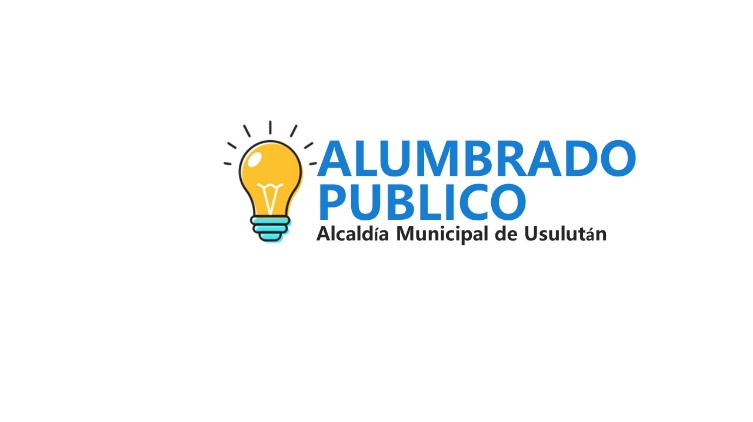 ALUMBRADO
PUBLICO
Alcaldía Municipal de Usulután